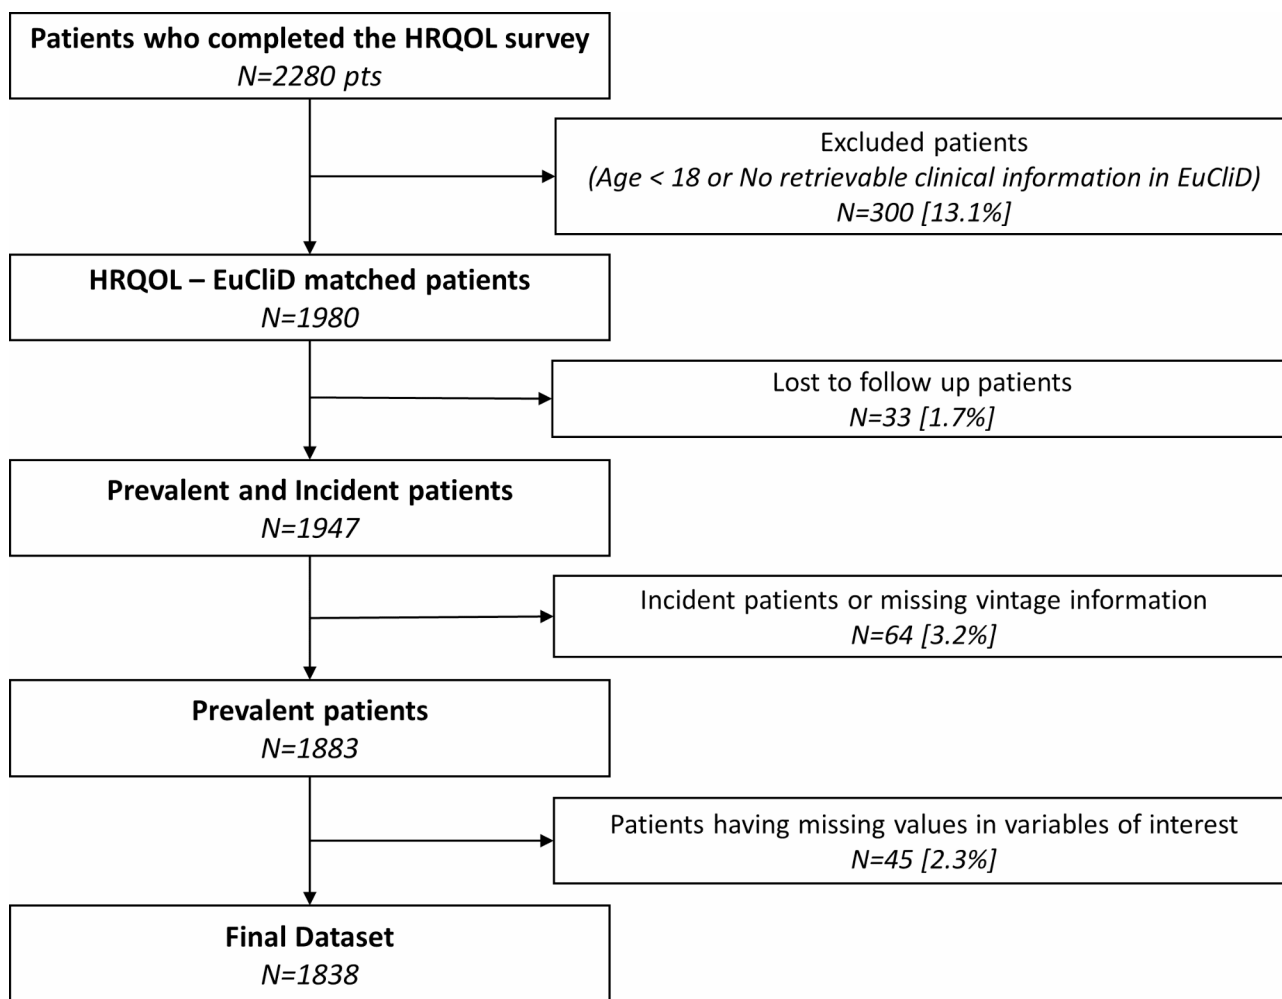 Patients who completed the HRQOL survey
N=2280 pts
Excluded patients
(Age < 18 or No retrievable clinical information in EuCliD)
N=300 [13.1%]
HRQOL – EuCliD matched patients
N=1980
Lost to follow up patients
N=33 [1.7%]
Prevalent and Incident patients
N=1947
Incident patients or missing vintage information
N=64 [3.2%]
Prevalent patients
N=1883
Patients having missing values in variables of interest
N=45 [2.3%]
Final Dataset
N=1838